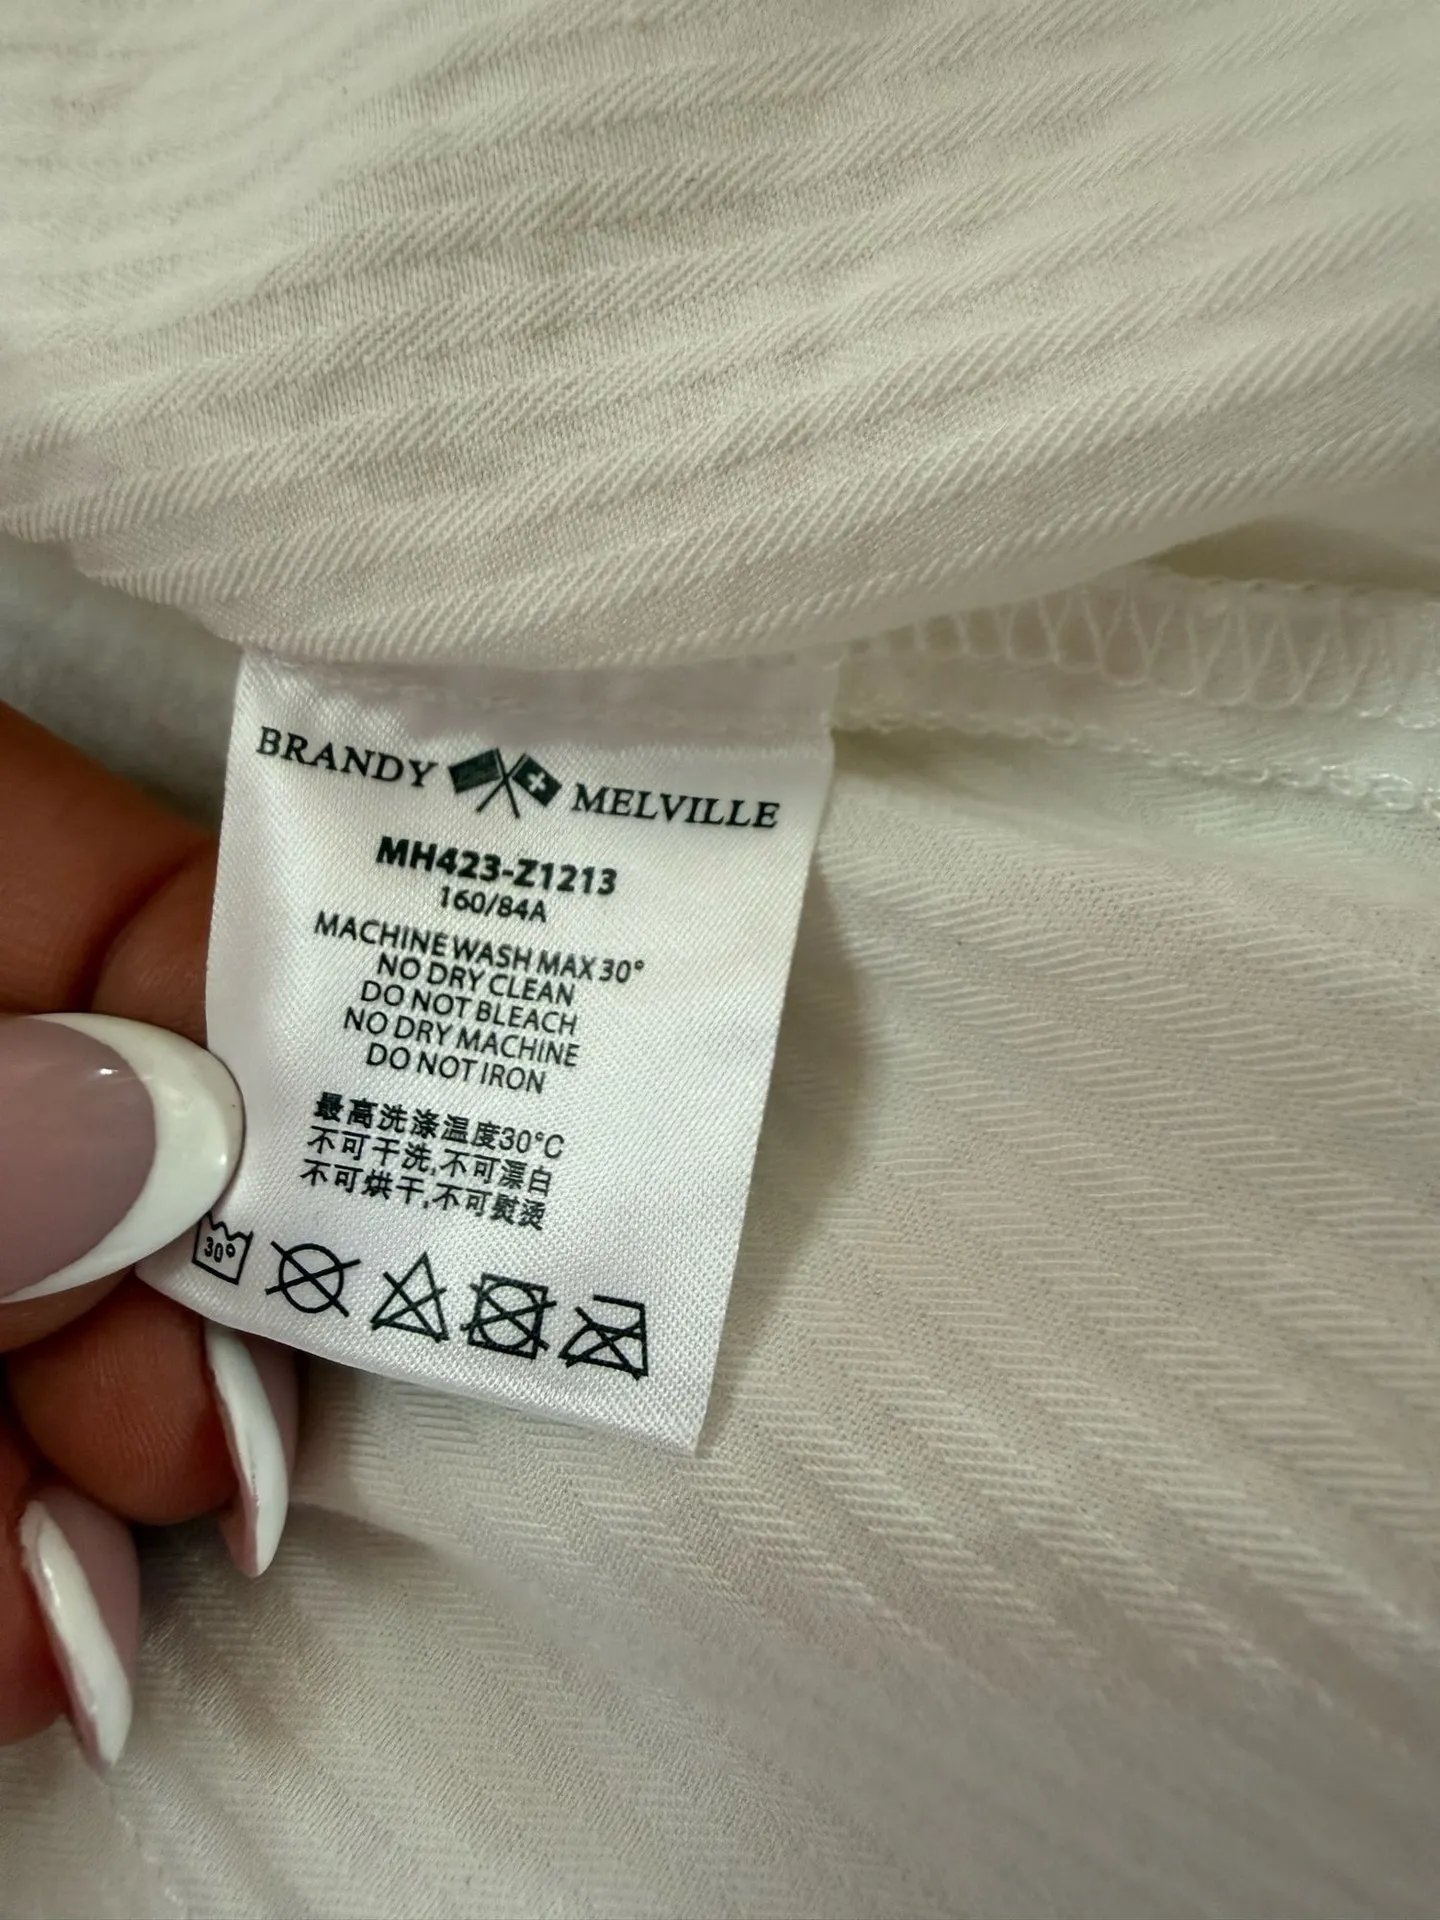 BRANDY MELVILLE
MH423-Z1213
160/84A
MACHINE WASH MAX 30°
NO DRY CLEAN
DO NOT BLEACH
NO DRY MACHINE
DO NOT IRON
最高洗涤温度30°C
不可干洗,不可漂白
不可烘干,不可熨烫
30°